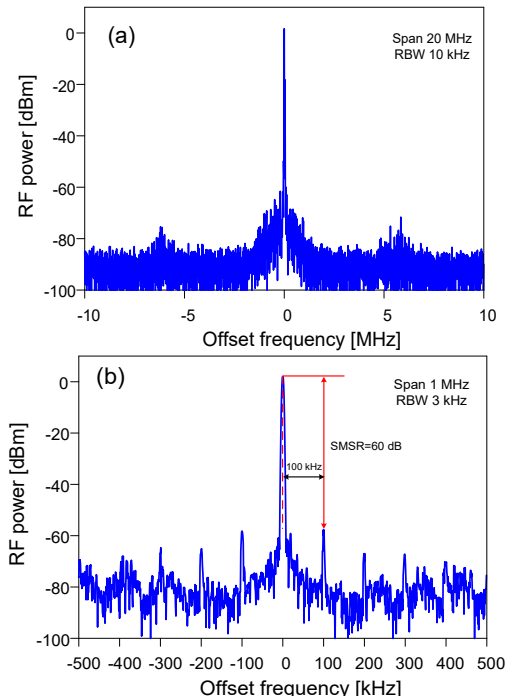 (a)
Span 20 MHz
RBW 10 kHz
RF power [dBm]
0
-20
-40
-60
-80
-100
-10
-5
0
5
10
Offset frequency [MHz]
(b)
Span 1 MHz
RBW 3 kHz
SMSR=60 dB
100 kHz
RF power [dBm]
0
-20
-40
-60
-80
-100
-500 -400 -300 -200 -100 0 100 200 300 400 500
Offset frequency [kHz]